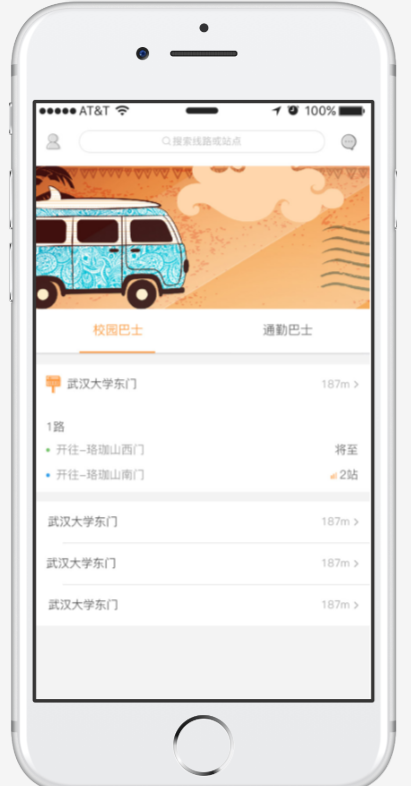 AT&T 100%
搜索线路或站点
校园巴士 通勤巴士
武汉大学东门 187m
1路
开往-珞珈山西门 将至
开往-珞珈山南门 2站
武汉大学东门 187m
武汉大学东门 187m
武汉大学东门 187m